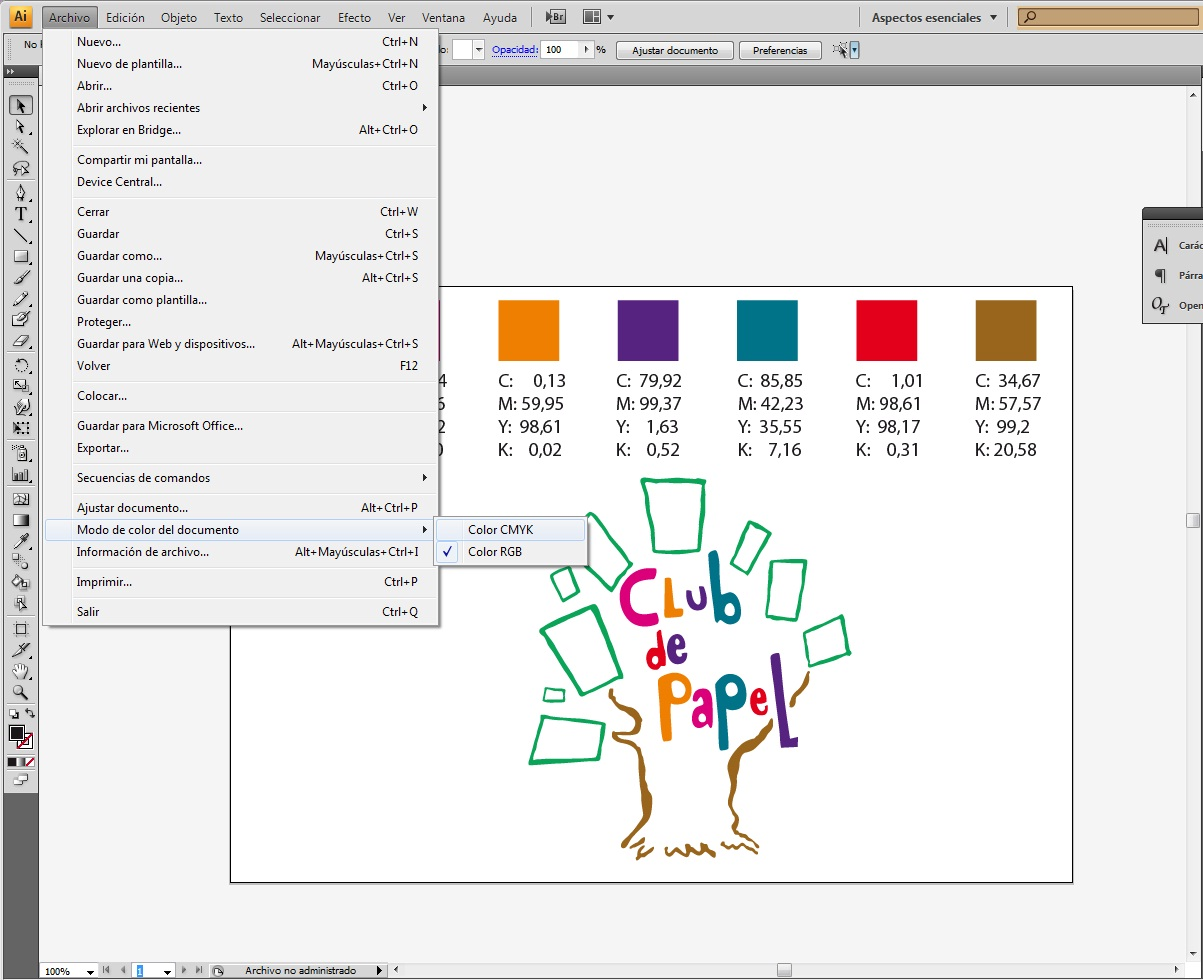 Ai Archivo Edición Objeto Texto Seleccionar Efecto Ver Ventana Ayuda Br Aspectos esenciales
Opacidad: 100 % Ajustar documento Preferencias
Nuevo... Ctrl+N
Nuevo de plantilla... Mayúsculas+Ctrl+N
Abrir... Ctrl+O
Abrir archivos recientes
Explorar en Bridge... Alt+Ctrl+O
Compartir mi pantalla...
Device Central...
Cerrar Ctrl+W
Guardar Ctrl+S
Guardar como... Mayúsculas+Ctrl+S
Guardar una copia... Alt+Ctrl+S
Guardar como plantilla...
Proteger...
Guardar para Web y dispositivos... Alt+Mayúsculas+Ctrl+S
Volver F12
Colocar...
Guardar para Microsoft Office...
Exportar...
Secuencias de comandos
Ajustar documento... Alt+Ctrl+P
Modo de color del documento
Información de archivo... Alt+Mayúsculas+Ctrl+I
Imprimir... Ctrl+P
Salir Ctrl+Q
Color CMYK
Color RGB
C: 0,13 C: 79,92 C: 85,85 C: 1,01 C: 34,67
M: 59,95 M: 99,37 M: 42,23 M: 98,61 M: 57,57
Y: 98,61 Y: 1,63 Y: 35,55 Y: 98,17 Y: 99,2
K: 0,02 K: 0,52 K: 7,16 K: 0,31 K: 20,58
Club
de
Papel
100% 1 Archivo no administrado